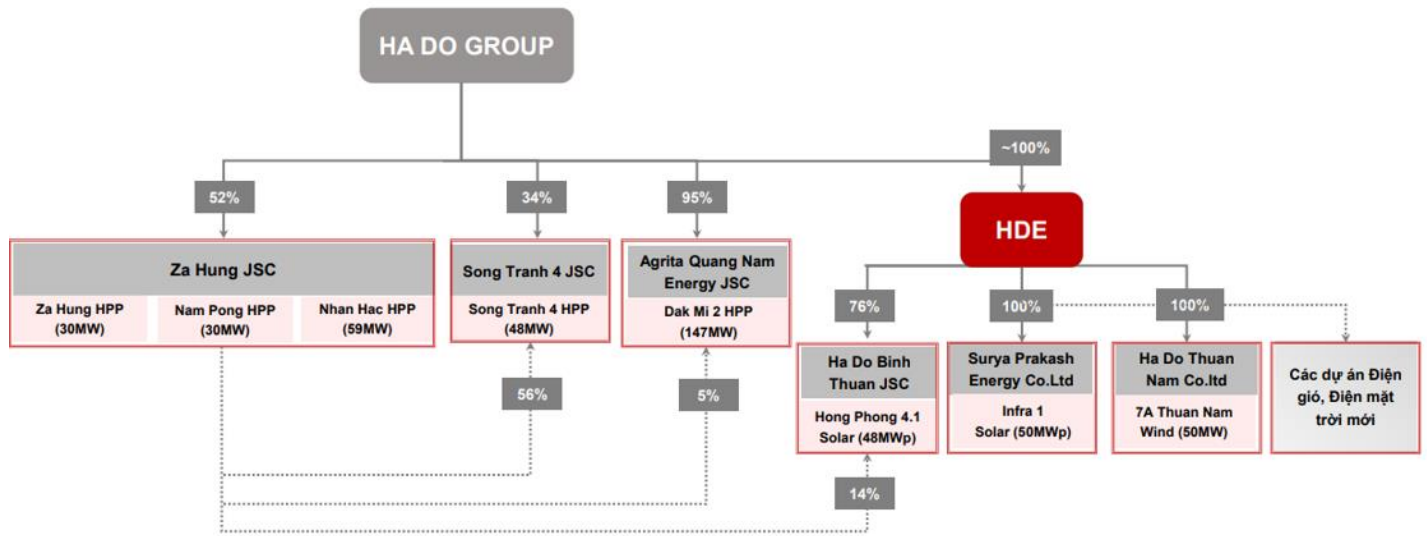 HA DO GROUP
~100%
52%
34%
95%
HDE
Za Hung JSC
Za Hung HPP
(30MW)
Nam Pong HPP
(30MW)
Nhan Hac HPP
(59MW)
Song Tranh 4 JSC
Song Tranh 4 HPP
(48MW)
Agrita Quang Nam
Energy JSC
Dak Mi 2 HPP
(147MW)
76%
100%
100%
Ha Do Binh
Thuan JSC
Hong Phong 4.1
Solar (48MWp)
Surya Prakash
Energy Co.Ltd
Infra 1
Solar (50MWp)
Ha Do Thuan
Nam Co.ltd
7A Thuan Nam
Wind (50MW)
Các dự án Điện
gió, Điện mặt
trời mới
56%
5%
14%